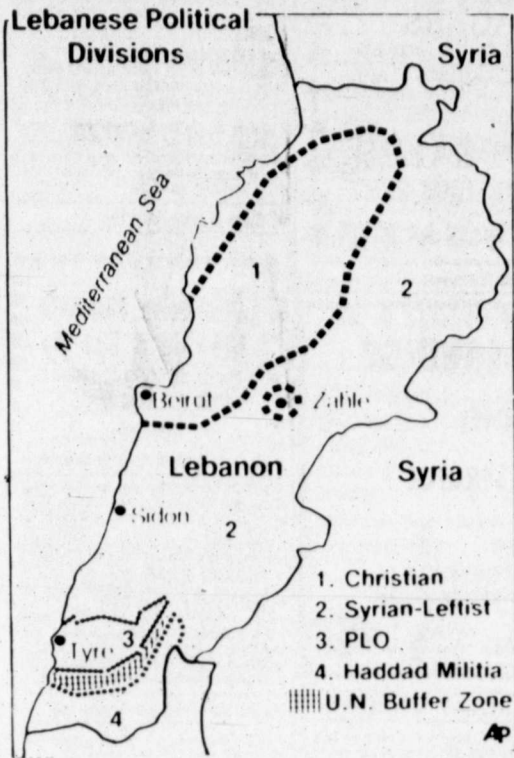 Lebanese Political
Divisions
Syria
Mediterranean Sea
1
2
Beirut
Zahle
Lebanon
Syria
Sidon
2
1. Christian
2. Syrian-Leftist
3
3. PLO
Tyre
4. Haddad Militia
U.N. Buffer Zone
4
AP